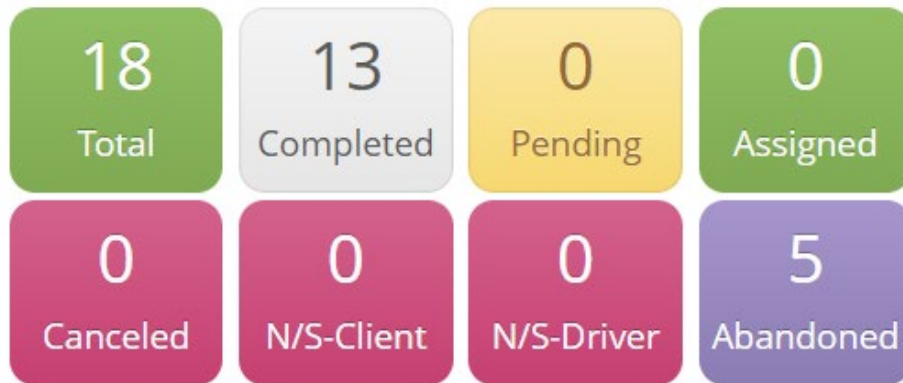 18 13 0 0
Total Completed Pending Assigned
0 0 0 5
Canceled N/S-Client N/S-Driver Abandoned